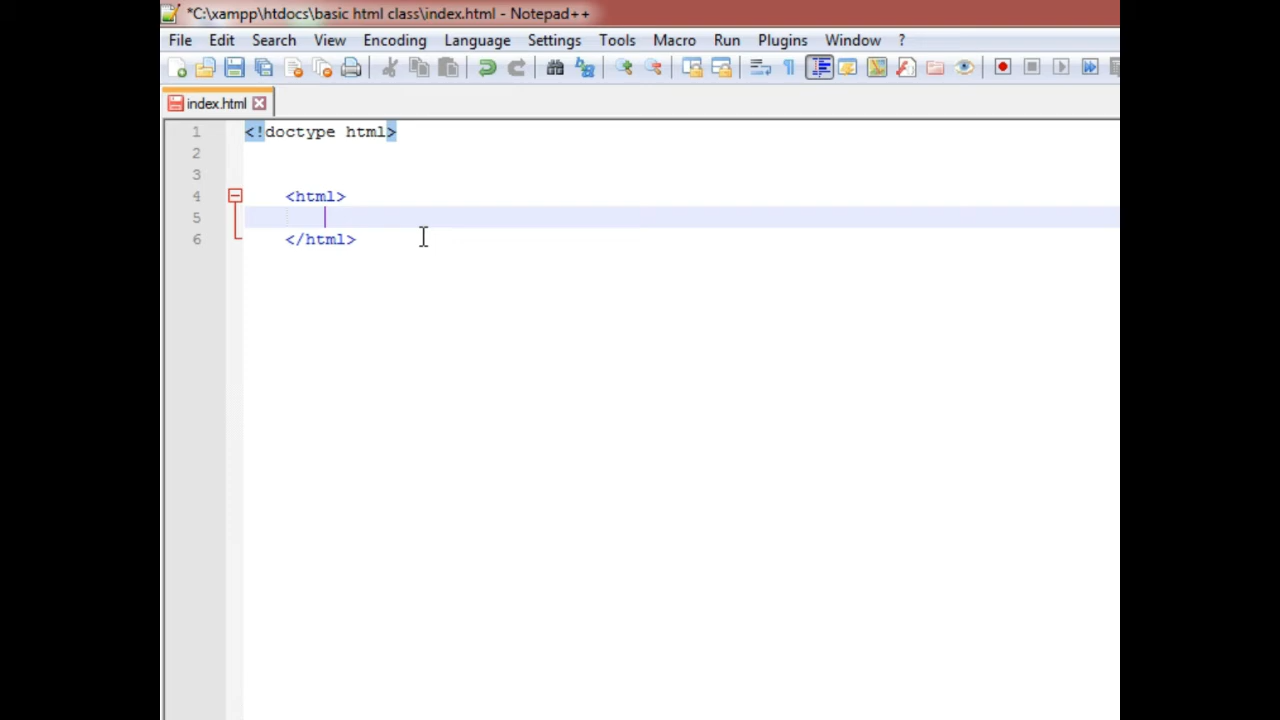 *C:\xampp\htdocs\basic html class\index.html - Notepad++
File Edit Search View Encoding Language Settings Tools Macro Run Plugins Window ?
index.html
1 <!doctype html>
2
3
4 <html>
5
6 </html>